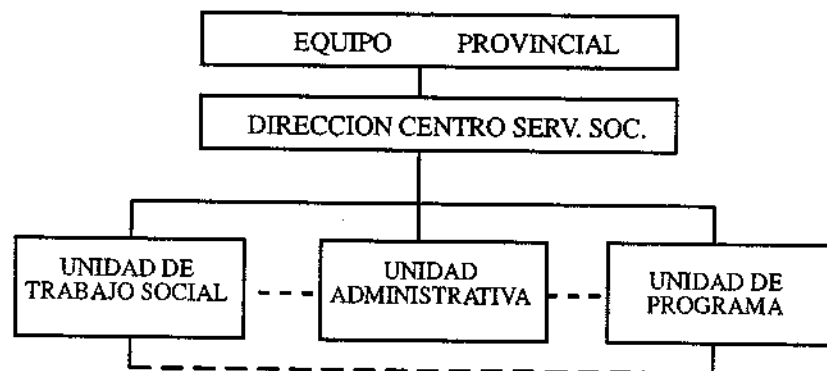 EQUIPO PROVINCIAL
DIRECCION CENTRO SERV. SOC.
UNIDAD DE
TRABAJO SOCIAL
UNIDAD
ADMINISTRATIVA
UNIDAD DE
PROGRAMA